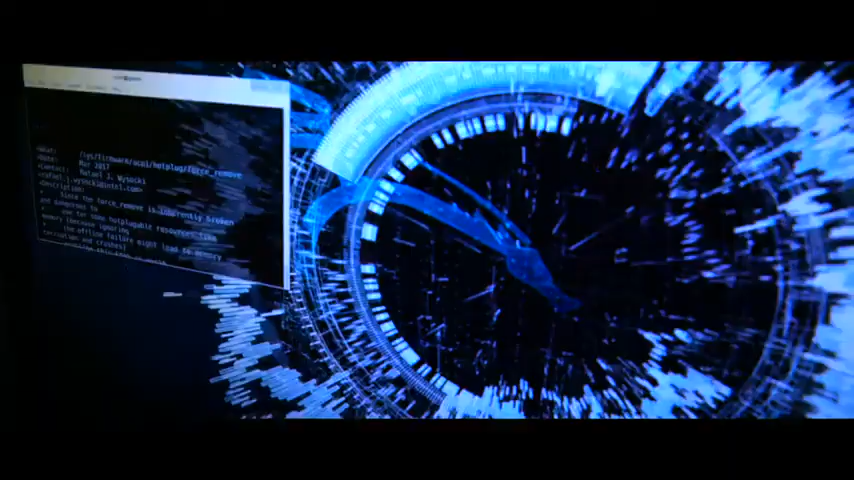 What: /sys/firmware/acpi/hotplug/force_remove
Date: Mar 2017
Contact: Rafael J. Wysocki
<rafael.j.wysocki@intel.com>
Description:
Since the force_remove is inherently broken
and dangerous to
use for some hotplugable resources like
memory (because ignoring
the offline failure might lead to memory
corruption and crashes)